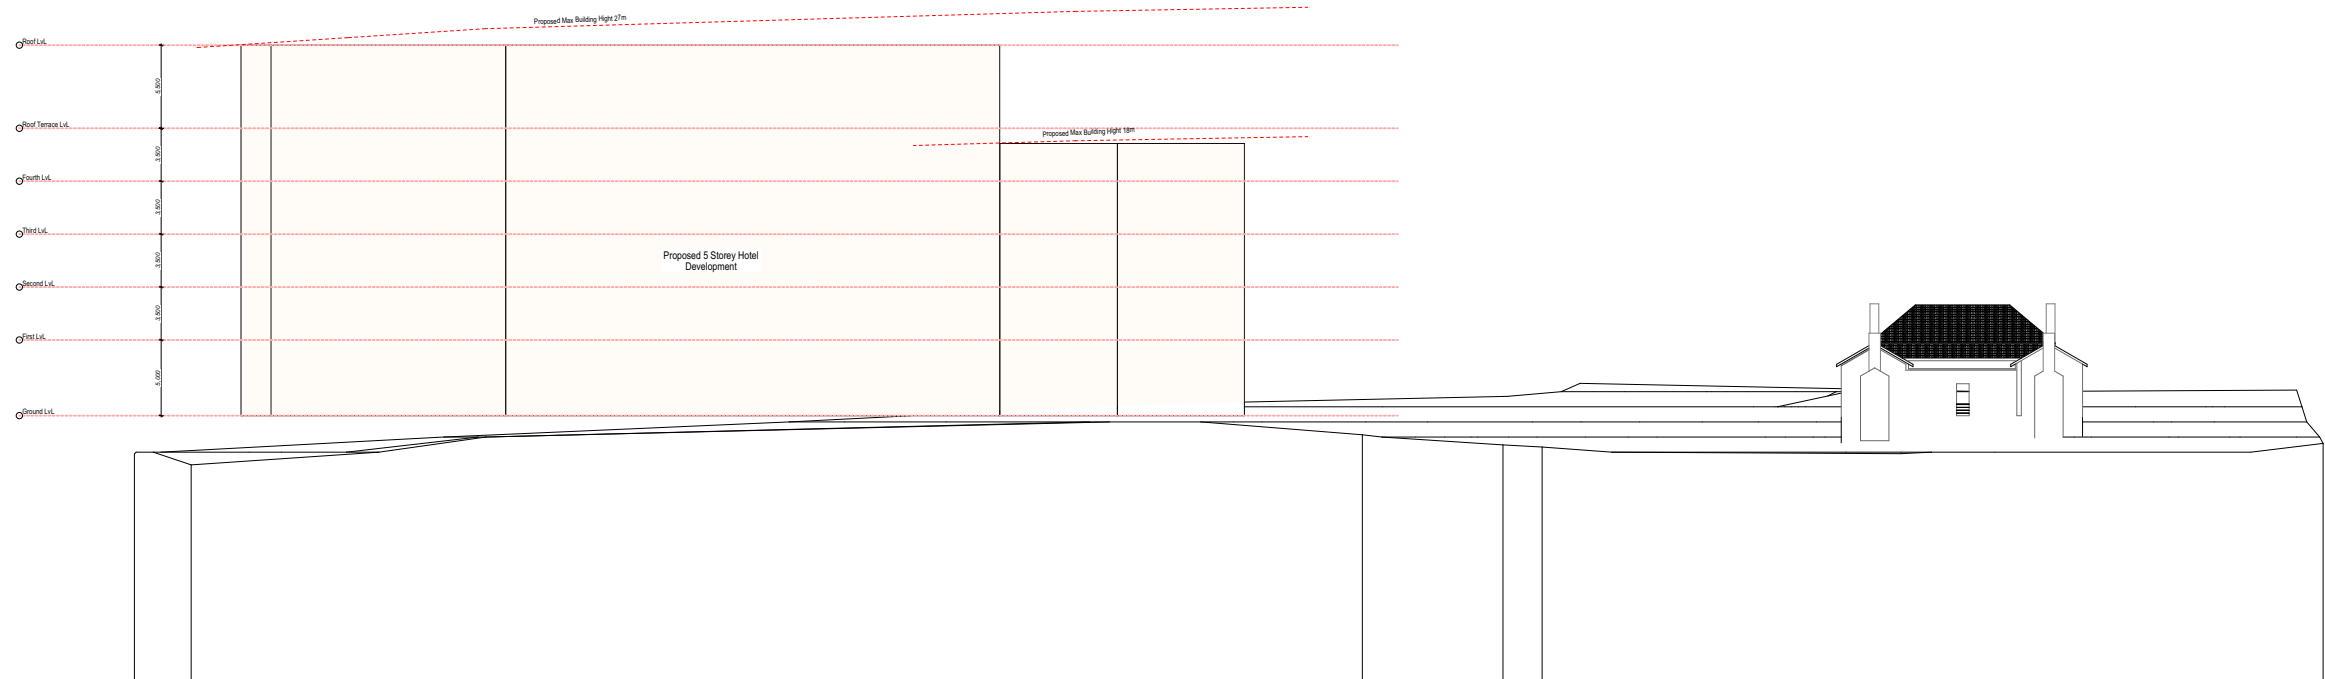 Proposed Max Building Hight 27m
Roof LvL
5,500
Roof Terrace LvL
Proposed Max Building Hight 18m
3,500
Fourth LvL
3,500
Third LvL
3,500
Proposed 5 Storey Hotel
Development
Second LvL
3,500
First LvL
5,000
Ground LvL